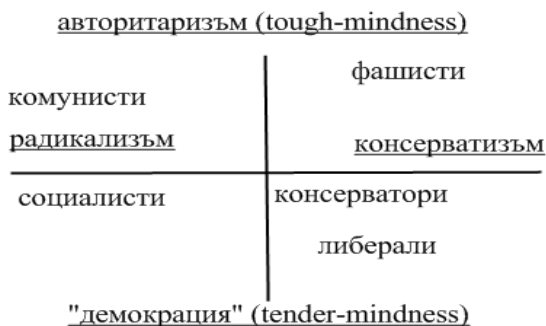 авторитаризъм (tough-mindness)
фашисти
комунисти
радикализъм
консерватизъм
социалисти
консерватори
либерали
"демокрация" (tender-mindness)